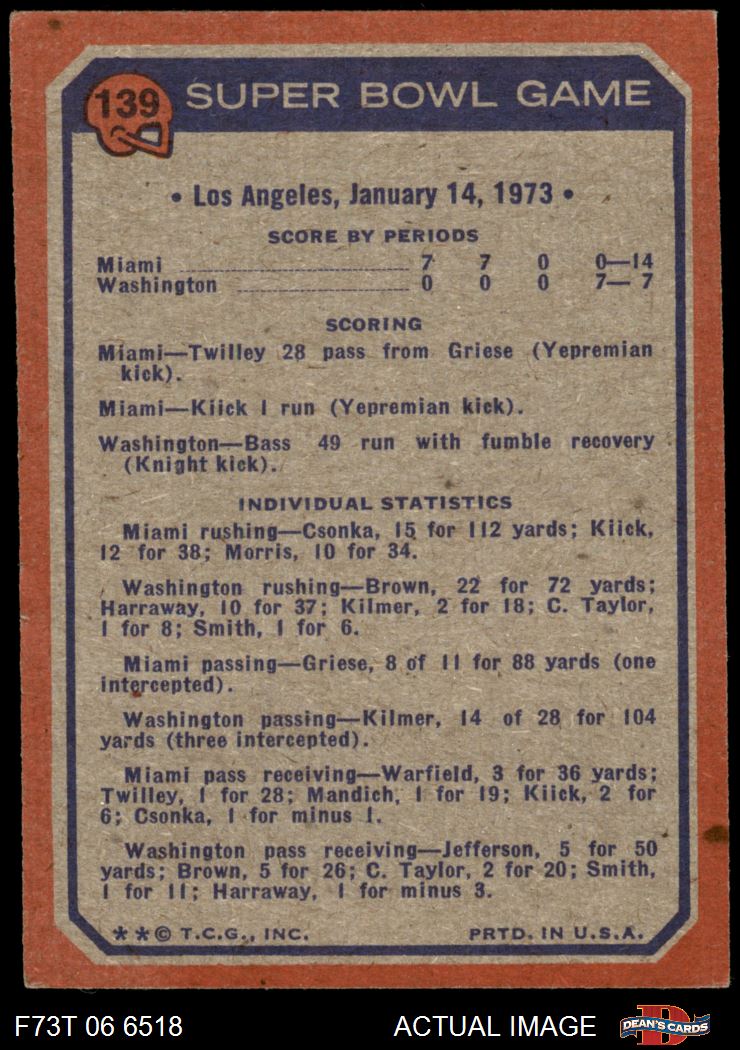 139 SUPER BOWL GAME
• Los Angeles, January 14, 1973 •
SCORE BY PERIODS
Miami ........ 7 7 0 0—14
Washington ........ 0 0 0 7— 7
SCORING
Miami—Twilley 28 pass from Griese (Yepremian
kick).
Miami—Kiick 1 run (Yepremian kick).
Washington—Bass 49 run with fumble recovery
(Knight kick).
INDIVIDUAL STATISTICS
Miami rushing—Csonka, 15 for 112 yards; Kiick,
12 for 38; Morris, 10 for 34.
Washington rushing—Brown, 22 for 72 yards;
Harraway, 10 for 37; Kilmer, 2 for 18; C. Taylor,
1 for 8; Smith, 1 for 6.
Miami passing—Griese, 8 of 11 for 88 yards (one
intercepted).
Washington passing—Kilmer, 14 of 28 for 104
yards (three intercepted).
Miami pass receiving—Warfield, 3 for 36 yards;
Twilley, 1 for 28; Mandich, 1 for 19; Kiick, 2 for
6; Csonka, 1 for minus 1.
Washington pass receiving—Jefferson, 5 for 50
yards; Brown, 5 for 26; C. Taylor, 2 for 20; Smith,
1 for 11; Harraway, 1 for minus 3.
**© T.C.G., INC. PRTD. IN U.S.A.
F73T 06 6518 ACTUAL IMAGE D DEAN'S CARDS